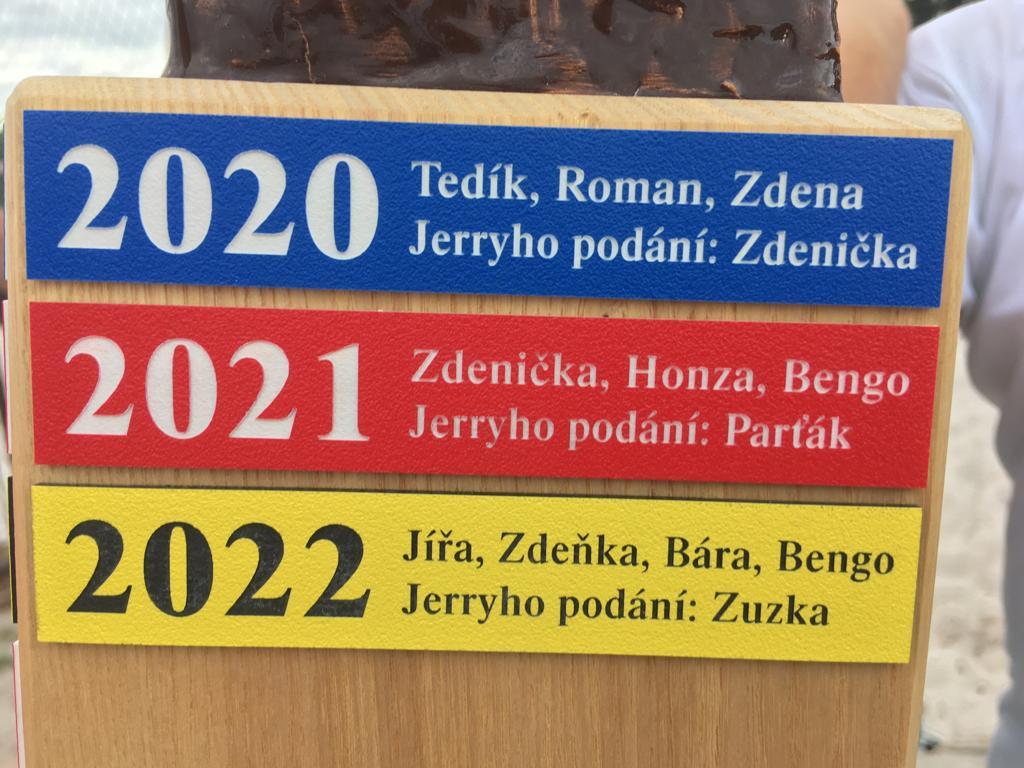 2020
Tedík, Roman, Zdena
Jerryho podání: Zdenička
2021
Zdenička, Honza, Bengo
Jerryho podání: Parťák
2022
Jířa, Zdeňka, Bára, Bengo
Jerryho podání: Zuzka